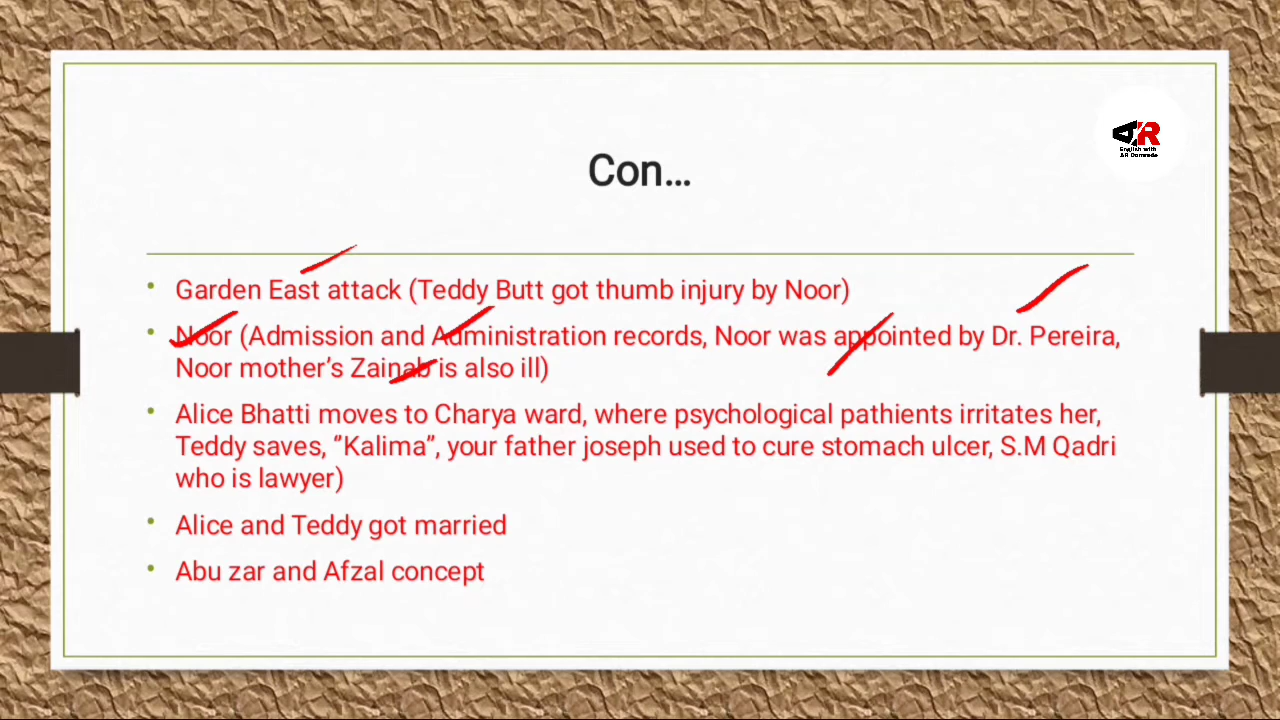 AR
English with
AR Domrade
Con...
• Garden East attack (Teddy Butt got thumb injury by Noor)
• Noor (Admission and Administration records, Noor was appointed by Dr. Pereira,
Noor mother’s Zainab is also ill)
• Alice Bhatti moves to Charya ward, where psychological pathients irritates her,
Teddy saves, ”Kalima”, your father joseph used to cure stomach ulcer, S.M Qadri
who is lawyer)
• Alice and Teddy got married
• Abu zar and Afzal concept